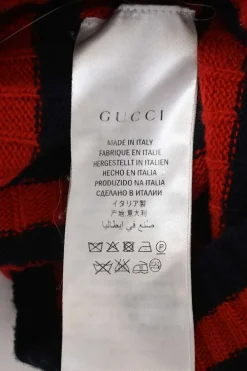 GUCCI
MADE IN ITALY
FABRIQUE EN ITALIE
HERGESTELLT IN ITALIEN
HECHO EN ITALIA
PRODUZIDO NA ITALIA
СДЕЛАНО В ИТАЛИИ
イタリア製
产地:意大利
صنع في إيطاليا